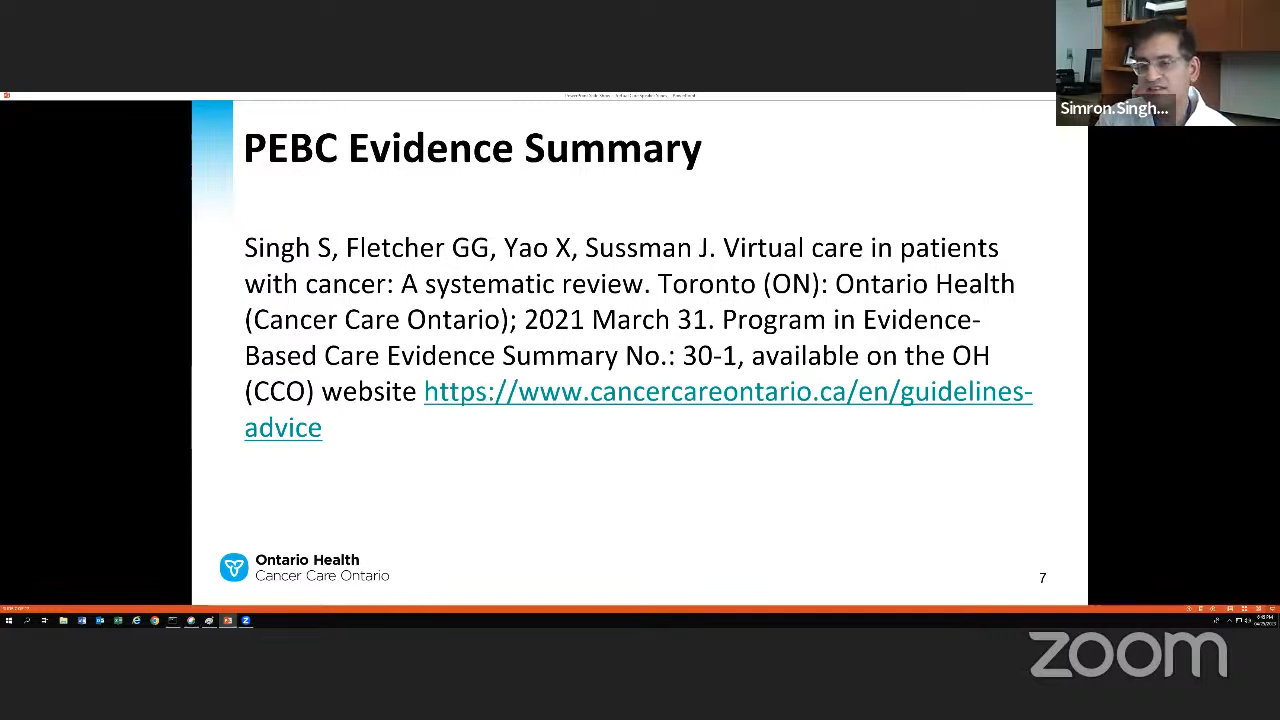 Simron.Singh...
PEBC Evidence Summary
Singh S, Fletcher GG, Yao X, Sussman J. Virtual care in patients
with cancer: A systematic review. Toronto (ON): Ontario Health
(Cancer Care Ontario); 2021 March 31. Program in Evidence-
Based Care Evidence Summary No.: 30-1, available on the OH
(CCO) website https://www.cancercareontario.ca/en/guidelines-
advice
Ontario Health
Cancer Care Ontario
7
zoom